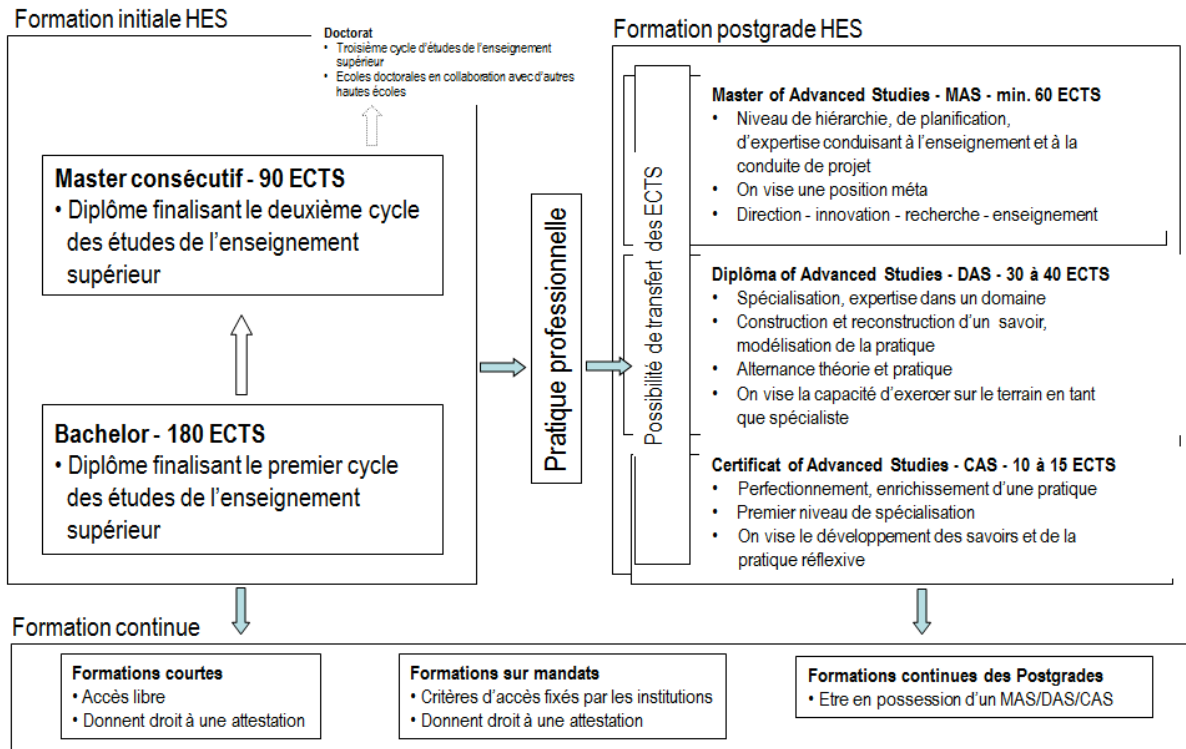 Formation initiale HES
Doctorat
• Troisième cycle d'études de l'enseignement
supérieur
• Ecoles doctorales en collaboration avec d'autres
hautes écoles
Master consécutif - 90 ECTS
• Diplôme finalisant le deuxième cycle
des études de l'enseignement
supérieur
Bachelor - 180 ECTS
• Diplôme finalisant le premier cycle
des études de l'enseignement
supérieur
Pratique professionnelle
Formation postgrade HES
Possibilité de transfert des ECTS
Master of Advanced Studies - MAS - min. 60 ECTS
• Niveau de hiérarchie, de planification,
d'expertise conduisant à l'enseignement et à la
conduite de projet
• On vise une position méta
• Direction - innovation - recherche - enseignement
Diplôma of Advanced Studies - DAS - 30 à 40 ECTS
• Spécialisation, expertise dans un domaine
• Construction et reconstruction d'un savoir,
modélisation de la pratique
• Alternance théorie et pratique
• On vise la capacité d'exercer sur le terrain en tant
que spécialiste
Certificat of Advanced Studies - CAS - 10 à 15 ECTS
• Perfectionnement, enrichissement d'une pratique
• Premier niveau de spécialisation
• On vise le développement des savoirs et de la
pratique réflexive
Formation continue
Formations courtes
• Accès libre
• Donnent droit à une attestation
Formations sur mandats
• Critères d'accès fixés par les institutions
• Donnent droit à une attestation
Formations continues des Postgrades
• Etre en possession d'un MAS/DAS/CAS